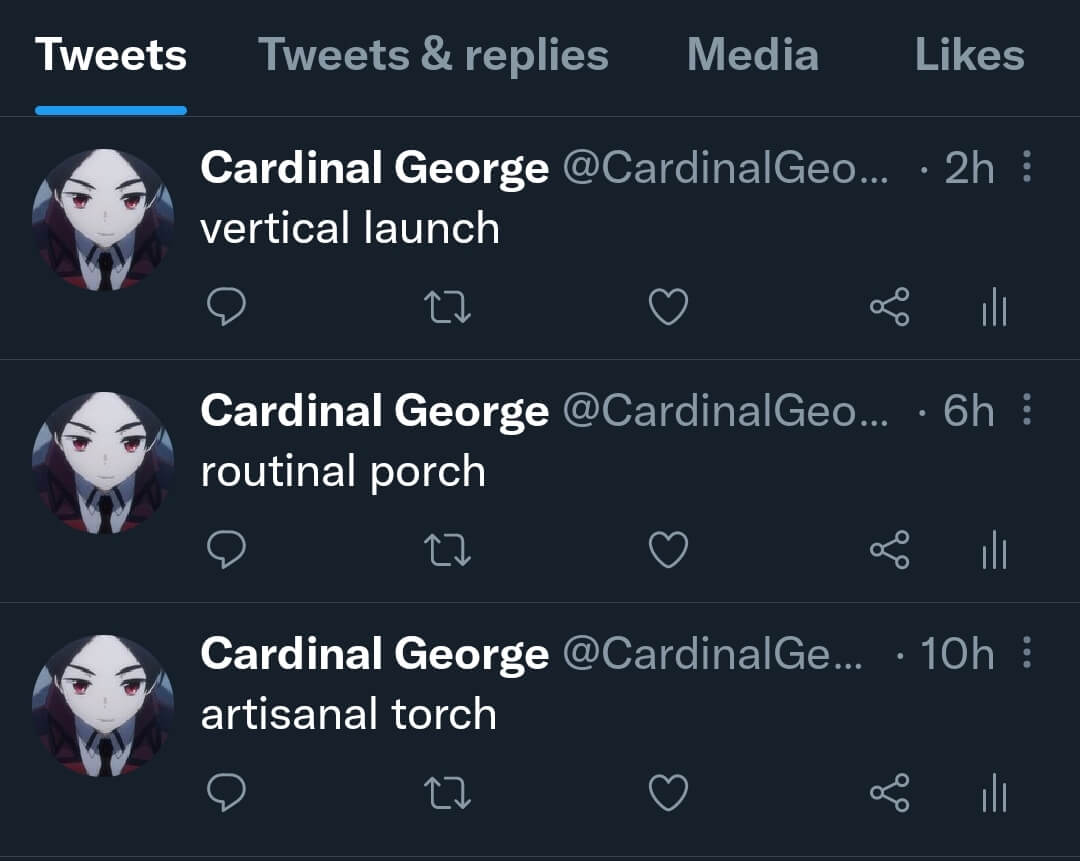 Tweets Tweets & replies Media Likes
Cardinal George @CardinalGeo... · 2h
vertical launch
Cardinal George @CardinalGeo... · 6h
routinal porch
Cardinal George @CardinalGe... · 10h
artisanal torch